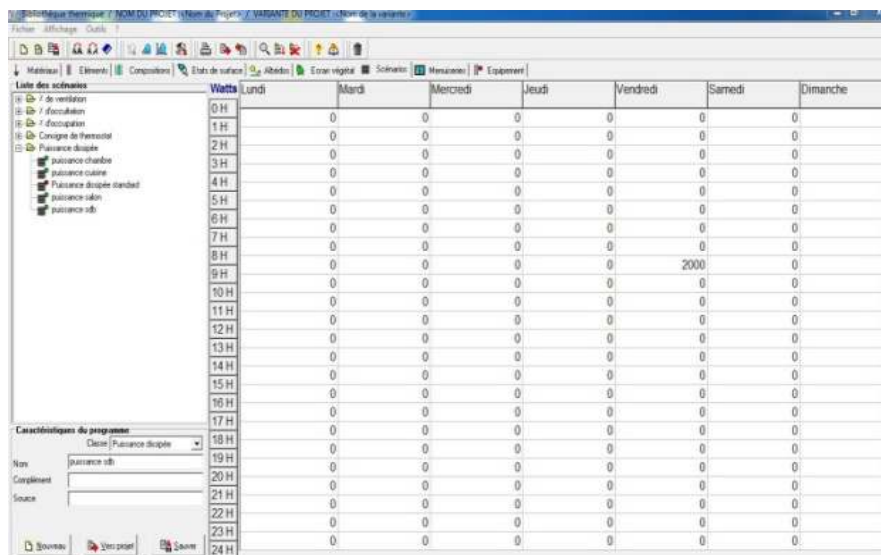 Bibliothèque thermique / NOM DU PROJET :<Nom du Projet> / VARIANTE DU PROJET :<Nom de la variante>
Fichier Affichage Outils ?
Matériaux Eléments Compositions Etats de surface Albédos Ecran végétal Scénarios Menuiseries Equipement
Liste des scénarios
/ de ventilation
/ d'occultation
/ d'occupation
Consigne de thermostat
Puissance dissipée
puissance chambre
puissance cuisine
Puissance dissipée standard
puissance salon
puissance sdb
Caractéristiques du programme
Classe Puissance dissipée
Nom puissance sdb
Complément
Source
Nouveau Vers projet Sauver
Watts Lundi Mardi Mercredi Jeudi Vendredi Samedi Dimanche
0 H
0 0 0 0 0 0
1 H
0 0 0 0 0 0
2 H
0 0 0 0 0 0
3 H
0 0 0 0 0 0
4 H
0 0 0 0 0 0
5 H
0 0 0 0 0 0
6 H
0 0 0 0 0 0
7 H
0 0 0 0 0 0
8 H
0 0 0 0 2000 0
9 H
0 0 0 0 0 0
10 H
0 0 0 0 0 0
11 H
0 0 0 0 0 0
12 H
0 0 0 0 0 0
13 H
0 0 0 0 0 0
14 H
0 0 0 0 0 0
15 H
0 0 0 0 0 0
16 H
0 0 0 0 0 0
17 H
0 0 0 0 0 0
18 H
0 0 0 0 0 0
19 H
0 0 0 0 0 0
20 H
0 0 0 0 0 0
21 H
0 0 0 0 0 0
22 H
0 0 0 0 0 0
23 H
0 0 0 0 0 0
24 H